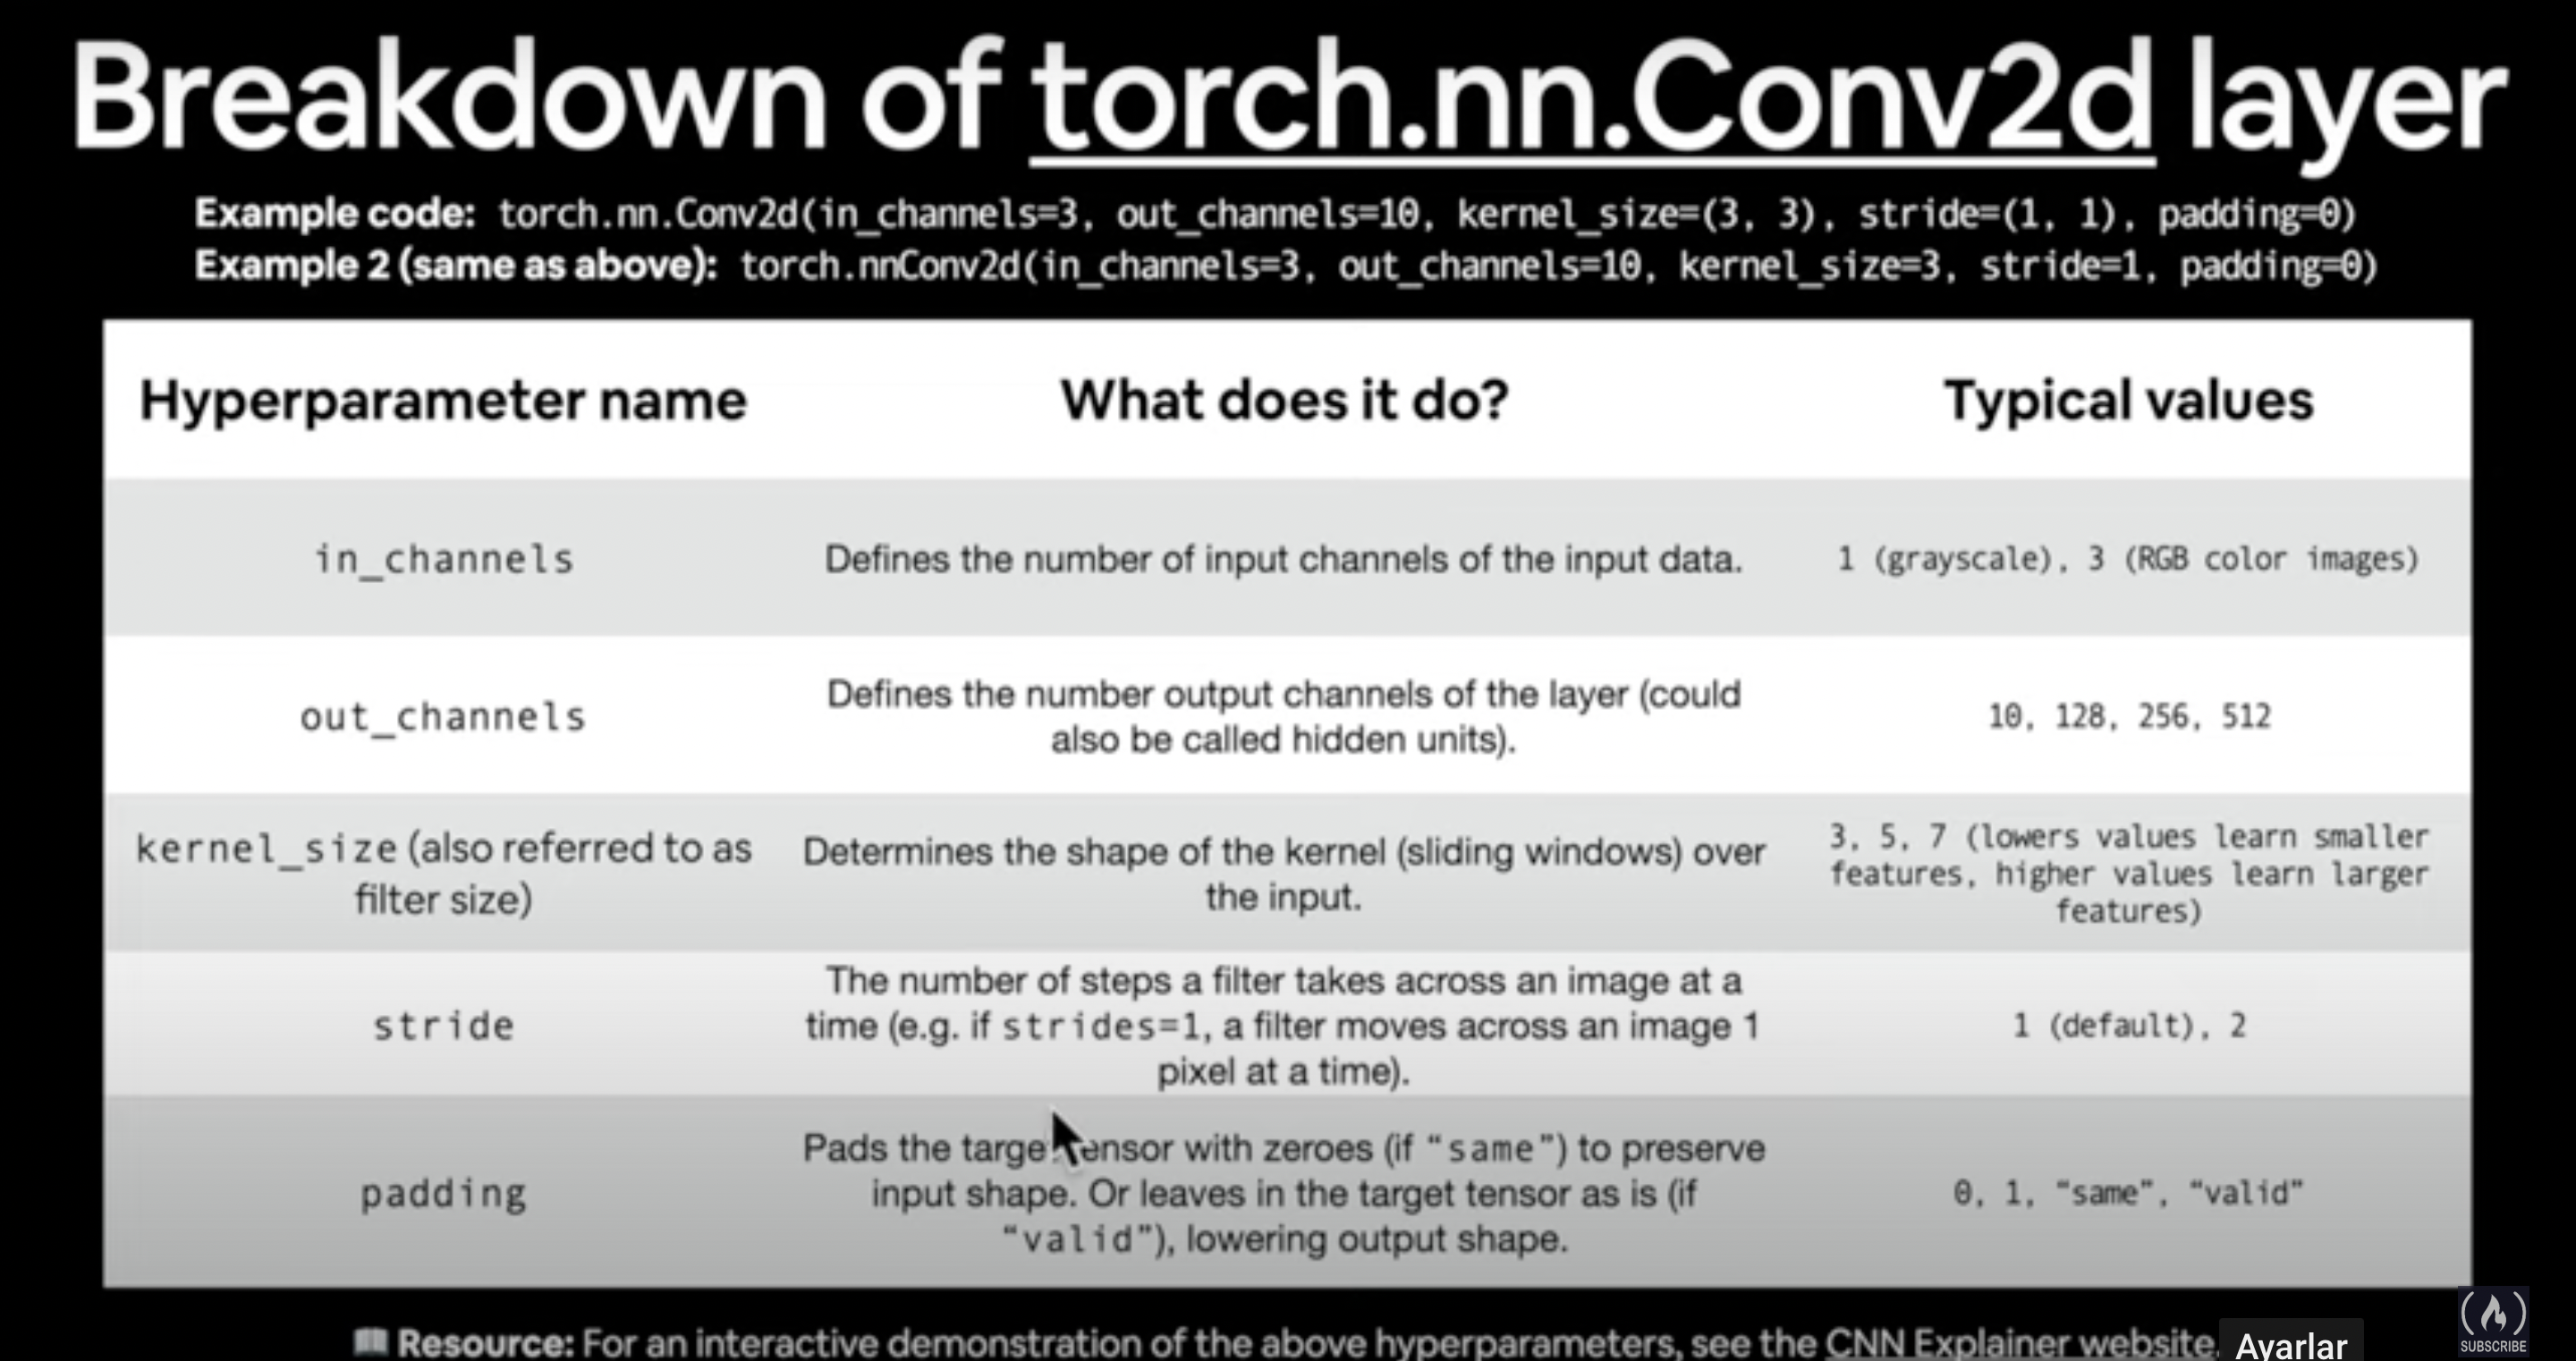 Breakdown of torch.nn.Conv2d layer
Example code: torch.nn.Conv2d(in_channels=3, out_channels=10, kernel_size=(3, 3), stride=(1, 1), padding=0)
Example 2 (same as above): torch.nnConv2d(in_channels=3, out_channels=10, kernel_size=3, stride=1, padding=0)
Hyperparameter name What does it do? Typical values
in_channels Defines the number of input channels of the input data. 1 (grayscale), 3 (RGB color images)
out_channels
Defines the number output channels of the layer (could
also be called hidden units).
10, 128, 256, 512
kernel_size (also referred to as
filter size)
Determines the shape of the kernel (sliding windows) over
the input.
3, 5, 7 (lowers values learn smaller
features, higher values learn larger
features)
stride
The number of steps a filter takes across an image at a
time (e.g. if strides=1, a filter moves across an image 1
pixel at a time).
1 (default), 2
padding
Pads the target tensor with zeroes (if “same”) to preserve
input shape. Or leaves in the target tensor as is (if
“valid”), lowering output shape.
0, 1, “same”, “valid”
Resource: For an interactive demonstration of the above hyperparameters, see the CNN Explainer website.
Ayarlar
SUBSCRIBE